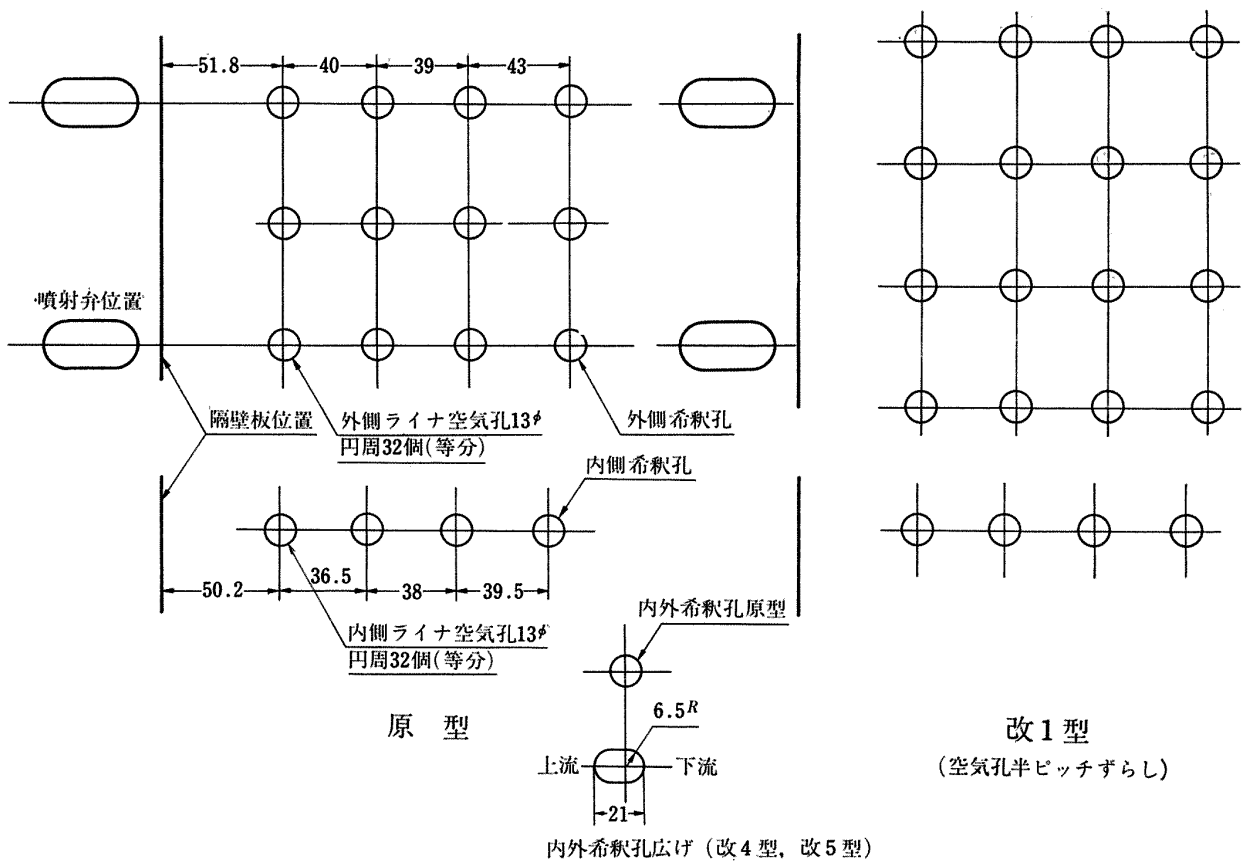 51.8 40 39 43
噴射弁位置
隔壁板位置
外側ライナ空気孔13φ
円周32個(等分)
外側希釈孔
内側希釈孔
50.2 36.5 38 39.5
内側ライナ空気孔13φ
円周32個(等分)
内外希釈孔原型
6.5R
上流
下流
21
内外希釈孔広げ (改4型, 改5型)
原型
改1型
(空気孔半ピッチずらし)